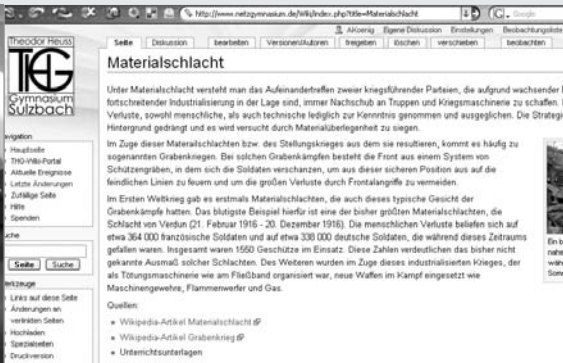 http://www.netzgymnasium.de/Wiki/index.php?title=Materialschlacht
Google
AKoenig Eigene Diskussion Einstellungen Beobachtungsliste
Theodor Heuss
THG
Gymnasium
Sulzbach
Seite Diskussion bearbeiten Versionen/Autoren freigeben löschen verschieben beobachten
Materialschlacht
Unter Materialschlacht versteht man das Aufeinandertreffen zweier kriegsführender Parteien, die aufgrund wachsender
fortschreitender Industrialisierung in der Lage sind, immer Nachschub an Truppen und Kriegsmaschinerie zu schaffen.
Verluste, sowohl menschliche, als auch technische lediglich zur Kenntnis genommen und ausgeglichen. Die Strategi
Hintergrund gedrängt und es wird versucht durch Materialüberlegenheit zu siegen.
Im Zuge dieser Materialschlachten bzw. des Stellungskrieges aus dem sie resultieren, kommt es häufig zu
sogenannten Grabenkriegen. Bei solchen Grabenkämpfen besteht die Front aus einem System von
Schützengräben, in dem sich die Soldaten verschanzen, um aus dieser sicheren Position aus auf die
feindlichen Linien zu feuern und um die großen Verluste durch Frontalangriffe zu vermeiden.
Im Ersten Weltkrieg gab es erstmals Materialschlachten, die auch dieses typische Gesicht der
Grabenkämpfe hatten. Das blutigste Beispiel hierfür ist eine der bisher größten Materialschlachten, die
Schlacht von Verdun (21. Februar 1916 - 20. Dezember 1916). Die menschlichen Verluste beliefen sich auf
etwa 364 000 französische Soldaten und auf etwa 338 000 deutsche Soldaten, die während dieses Zeitraums
gefallen waren. Insgesamt waren 1550 Geschütze im Einsatz. Diese Zahlen verdeutlichen das bisher nicht
gekannte Ausmaß solcher Schlachten. Des Weiteren wurden im Zuge dieses industrialisierten Krieges, der
als Tötungsmaschinerie wie am Fließband organisiert war, neue Waffen im Kampf eingesetzt wie
Maschinengewehre, Flammenwerfer und Gas.
Quellen:
Wikipedia-Artikel Materialschlacht
Wikipedia-Artikel Grabenkrieg
Unterrichtsunterlagen
avigation
Hauptseite
THG-Wiki-Portal
Aktuelle Ereignisse
Letzte Änderungen
Zufällige Seite
Hilfe
Spenden
uche
Seite Suche
erkzeuge
Links auf diese Seite
Änderungen an
verlinkten Seiten
Hochladen
Spezialseiten
Druckversion
Ein b
nahe
währ
Som